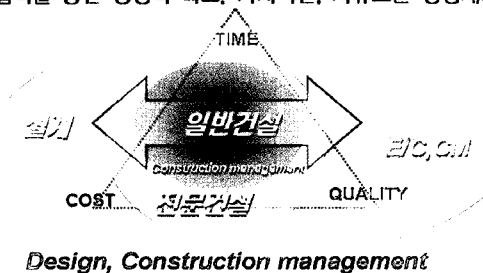 TIME
일반건설
설계
E/C, CM
Construction management
COST
전문건설
QUALITY
Design, Construction management